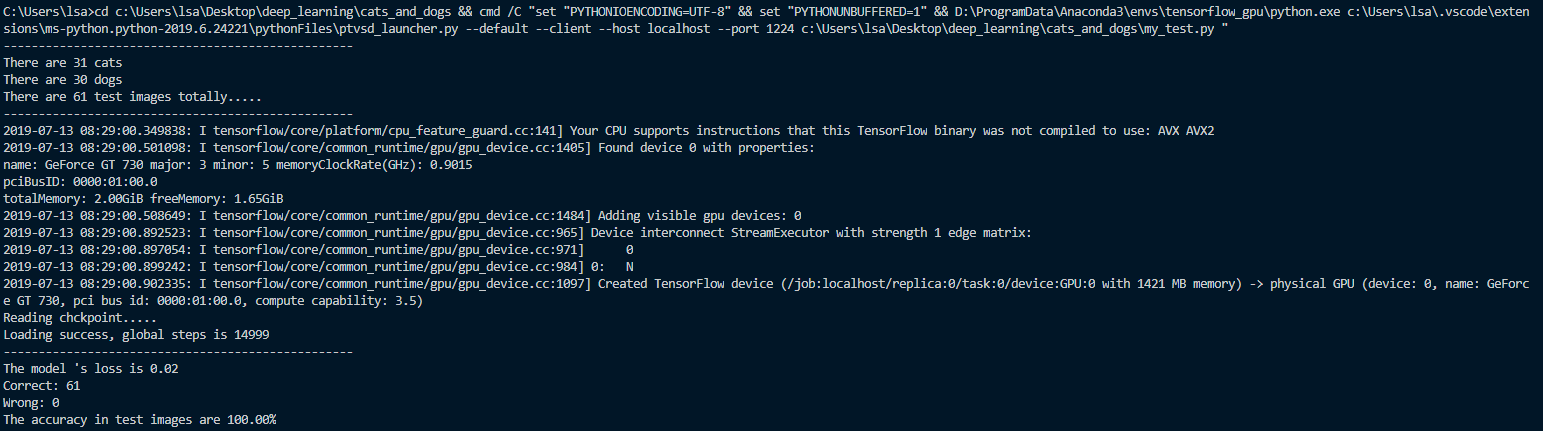 C:\Users\lsa>cd c:\Users\lsa\Desktop\deep_learning\cats_and_dogs && cmd /C "set "PYTHONIOENCODING=UTF-8" && set "PYTHONUNBUFFERED=1" && D:\ProgramData\Anaconda3\envs\tensorflow_gpu\python.exe c:\Users\lsa\.vscode\exten
sions\ms-python.python-2019.6.24221\pythonFiles\ptvsd_launcher.py --default --client --host localhost --port 1224 c:\Users\lsa\Desktop\deep_learning\cats_and_dogs\my_test.py "
--------------------------------------------------
There are 31 cats
There are 30 dogs
There are 61 test images totally.....
--------------------------------------------------
2019-07-13 08:29:00.349838: I tensorflow/core/platform/cpu_feature_guard.cc:141] Your CPU supports instructions that this TensorFlow binary was not compiled to use: AVX AVX2
2019-07-13 08:29:00.501098: I tensorflow/core/common_runtime/gpu/gpu_device.cc:1405] Found device 0 with properties:
name: GeForce GT 730 major: 3 minor: 5 memoryClockRate(GHz): 0.9015
pciBusID: 0000:01:00.0
totalMemory: 2.00GiB freeMemory: 1.65GiB
2019-07-13 08:29:00.508649: I tensorflow/core/common_runtime/gpu/gpu_device.cc:1484] Adding visible gpu devices: 0
2019-07-13 08:29:00.892523: I tensorflow/core/common_runtime/gpu/gpu_device.cc:965] Device interconnect StreamExecutor with strength 1 edge matrix:
2019-07-13 08:29:00.897054: I tensorflow/core/common_runtime/gpu/gpu_device.cc:971]      0
2019-07-13 08:29:00.899242: I tensorflow/core/common_runtime/gpu/gpu_device.cc:984] 0:   N
2019-07-13 08:29:00.902335: I tensorflow/core/common_runtime/gpu/gpu_device.cc:1097] Created TensorFlow device (/job:localhost/replica:0/task:0/device:GPU:0 with 1421 MB memory) -> physical GPU (device: 0, name: GeForc
e GT 730, pci bus id: 0000:01:00.0, compute capability: 3.5)
Reading chckpoint.....
Loading success, global steps is 14999
--------------------------------------------------
The model 's loss is 0.02
Correct: 61
Wrong: 0
The accuracy in test images are 100.00%